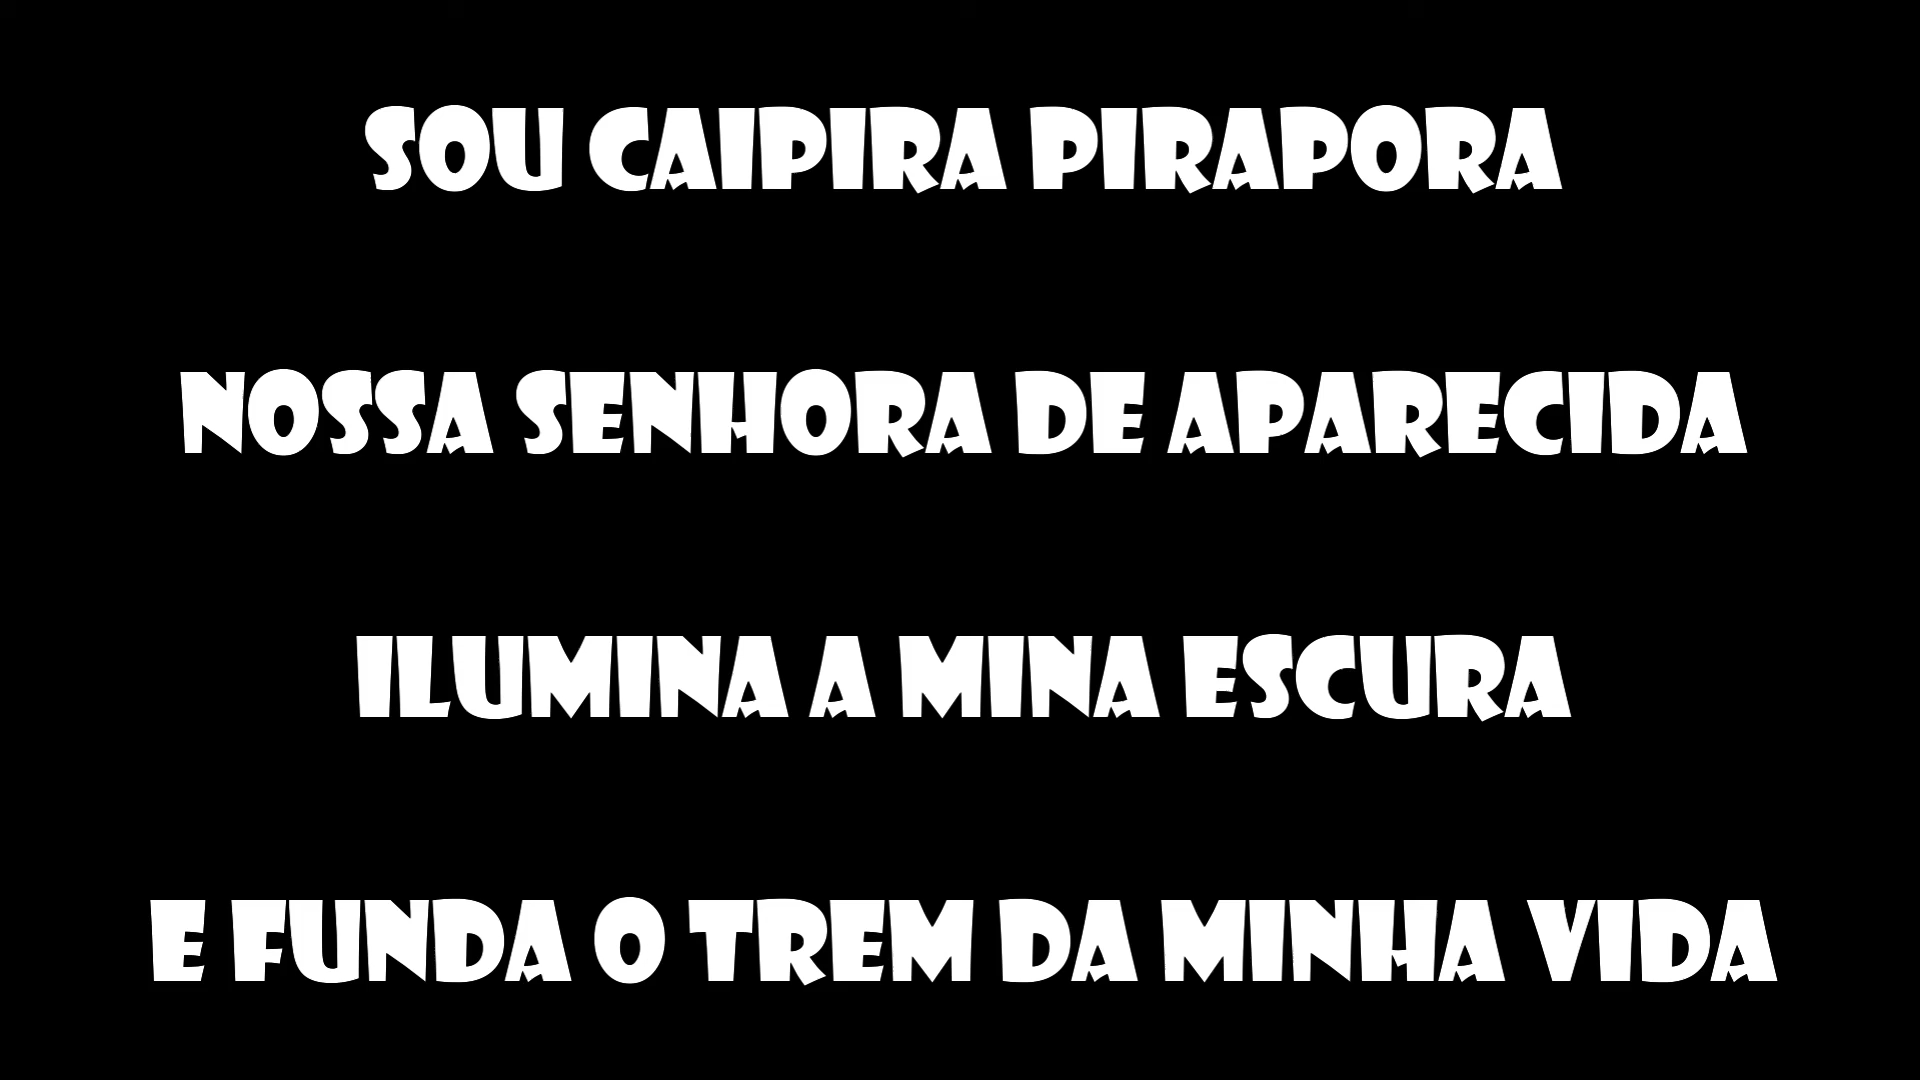 SOU CAIPIRA PIRAPORA
NOSSA SENHORA DE APARECIDA
ILUMINA A MINA ESCURA
E FUNDA O TREM DA MINHA VIDA